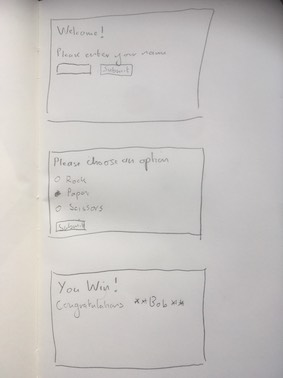 Welcome!
Please enter your name
Submit
Please choose an option
Rock
Paper
Scissors
Submit
You Win!
Congratulations **Bob**